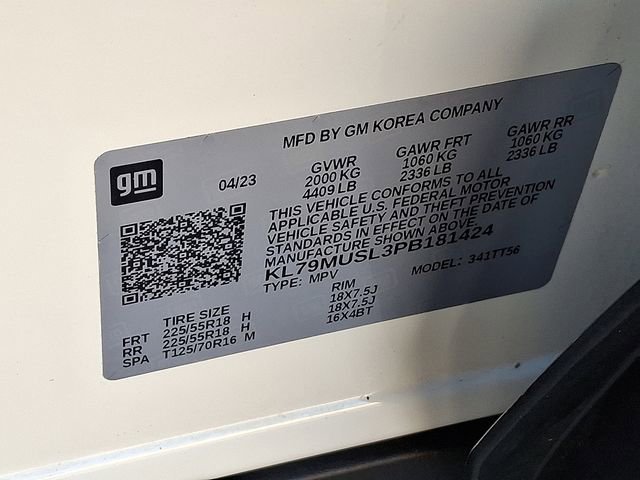 MFD BY GM KOREA COMPANY
gm
04/23
GVWR GAWR FRT GAWR RR
2000 KG 1060 KG 1060 KG
4409 LB 2336 LB 2336 LB
THIS VEHICLE CONFORMS TO ALL
APPLICABLE U.S. FEDERAL MOTOR
VEHICLE SAFETY AND THEFT PREVENTION
STANDARDS IN EFFECT ON THE DATE OF
MANUFACTURE SHOWN ABOVE
KL79MUSL3PB181424
TYPE: MPV MODEL: 341TT56
TIRE SIZE RIM
FRT 225/55R18 H 18X7.5J
RR 225/55R18 H 18X7.5J
SPA T125/70R16 M 16X4BT